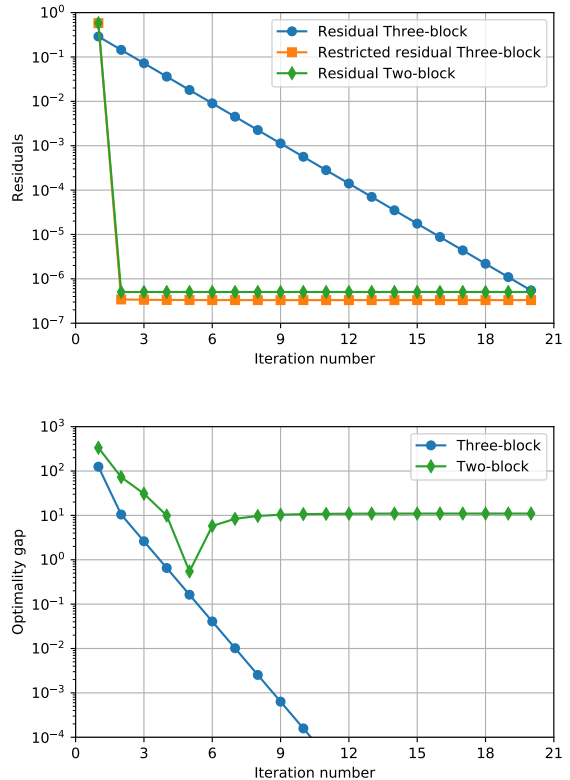 10^0
10^-1
10^-2
10^-3
10^-4
10^-5
10^-6
10^-7
Residuals
Residual Three-block
Restricted residual Three-block
Residual Two-block
0 3 6 9 12 15 18 21
Iteration number
10^3
10^2
10^1
10^0
10^-1
10^-2
10^-3
10^-4
Optimality gap
Three-block
Two-block
0 3 6 9 12 15 18 21
Iteration number